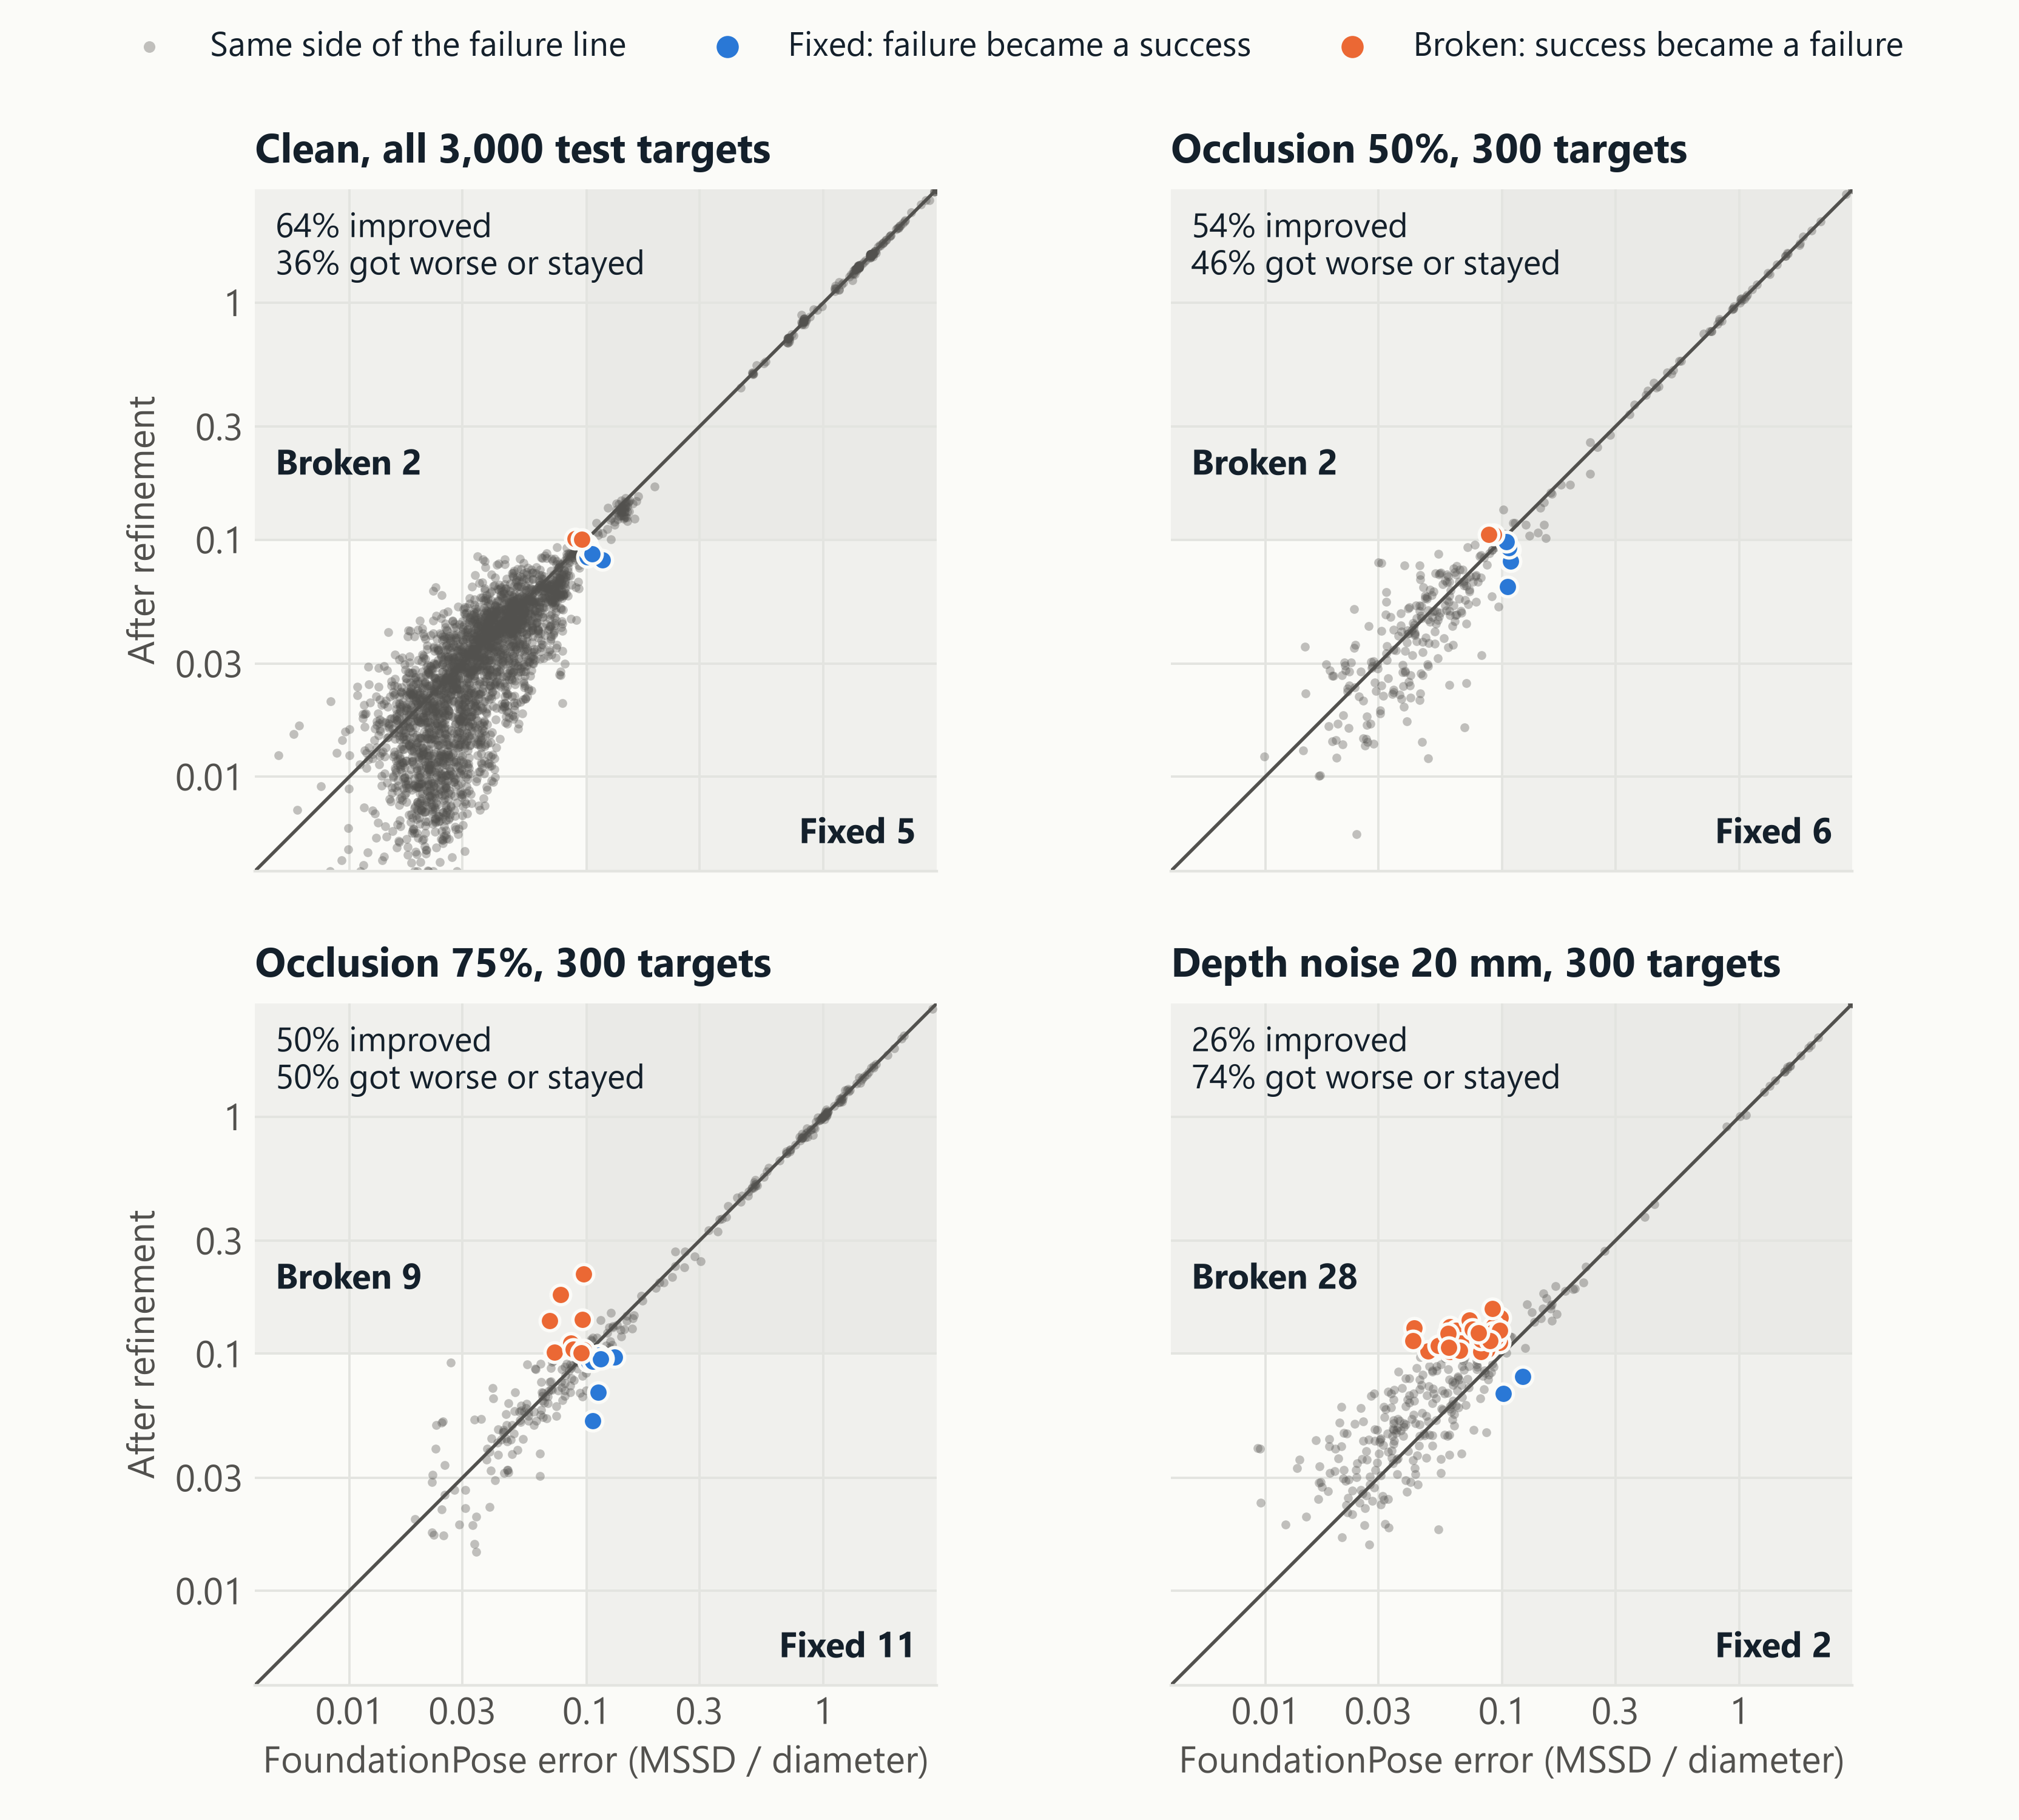 Same side of the failure line
Fixed: failure became a success
Broken: success became a failure
Clean, all 3,000 test targets
64% improved
36% got worse or stayed
Broken 2
Fixed 5
After refinement
1
0.3
0.1
0.03
0.01
Occlusion 50%, 300 targets
54% improved
46% got worse or stayed
Broken 2
Fixed 6
Occlusion 75%, 300 targets
50% improved
50% got worse or stayed
Broken 9
Fixed 11
After refinement
1
0.3
0.1
0.03
0.01
0.01
0.03
0.1
0.3
1
FoundationPose error (MSSD / diameter)
Depth noise 20 mm, 300 targets
26% improved
74% got worse or stayed
Broken 28
Fixed 2
0.01
0.03
0.1
0.3
1
FoundationPose error (MSSD / diameter)